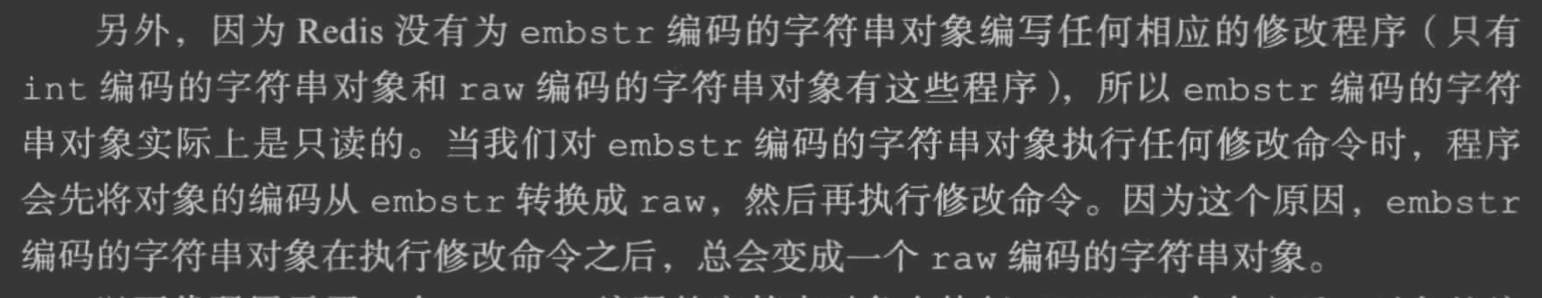 另外，因为 Redis 没有为 embstr 编码的字符串对象编写任何相应的修改程序（只有
int 编码的字符串对象和 raw 编码的字符串对象有这些程序），所以 embstr 编码的字符
串对象实际上是只读的。当我们对 embstr 编码的字符串对象执行任何修改命令时，程序
会先将对象的编码从 embstr 转换成 raw，然后再执行修改命令。因为这个原因，embstr
编码的字符串对象在执行修改命令之后，总会变成一个 raw 编码的字符串对象。